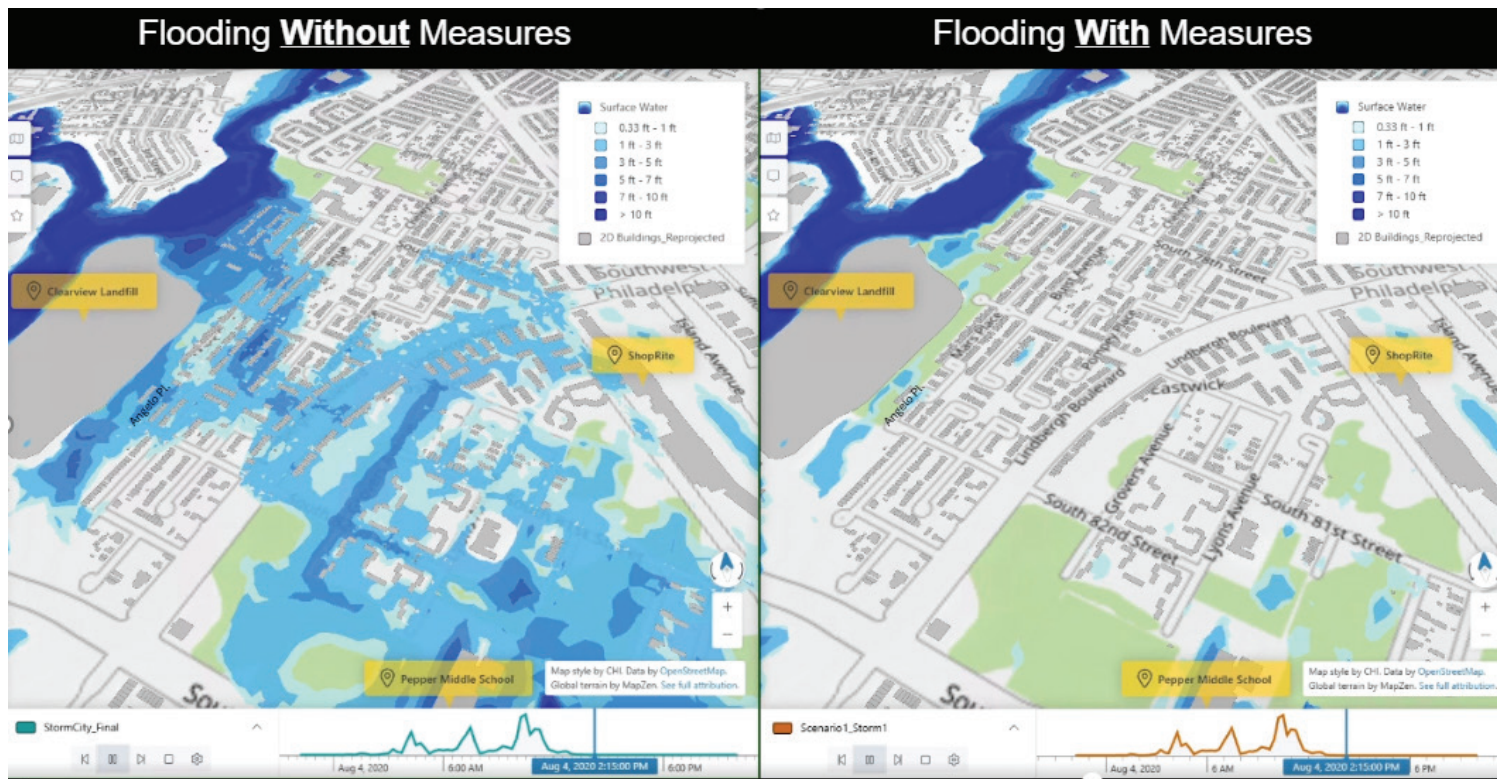 Flooding Without Measures
Surface Water
0.33 ft - 1 ft
1 ft - 3 ft
3 ft - 5 ft
5 ft - 7 ft
7 ft - 10 ft
> 10 ft
2D Buildings_Reprojected
Southwest
Philadelphia
Island Avenue
Clearview Landfill
ShopRite
Angelo Pl.
Pepper Middle School
Map style by CHI. Data by OpenStreetMap.
Global terrain by MapZen. See full attribution.
StormCity_Final
Aug 4, 2020
6:00 AM
Aug 4, 2020 2:15:00 PM
6:00 PM
Flooding With Measures
Surface Water
0.33 ft - 1 ft
1 ft - 3 ft
3 ft - 5 ft
5 ft - 7 ft
7 ft - 10 ft
> 10 ft
2D Buildings_Reprojected
South 78th Street
Southwest
Philadelphia
Island Avenue
Clearview Landfill
Mars Place
Lindbergh Boulevard
ShopRite
Angelo Pl.
Lindbergh Boulevard
Eastwick
Grovers Avenue
Lyons Avenue
South 82nd Street
South 81st Street
Pepper Middle School
Map style by CHI. Data by OpenStreetMap.
Global terrain by MapZen. See full attribution.
Scenario1_Storm1
Aug 4, 2020
6 AM
Aug 4, 2020 2:15:00 PM
6 PM